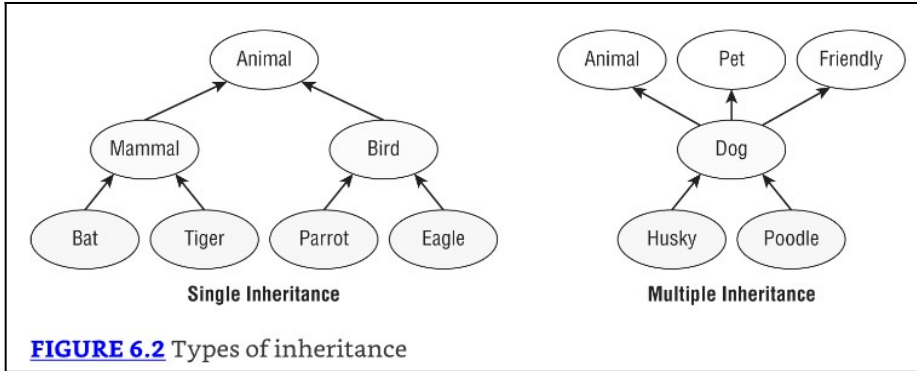 Animal
Mammal Bird
Bat Tiger Parrot Eagle
Single Inheritance
Animal Pet Friendly
Dog
Husky Poodle
Multiple Inheritance
FIGURE 6.2 Types of inheritance